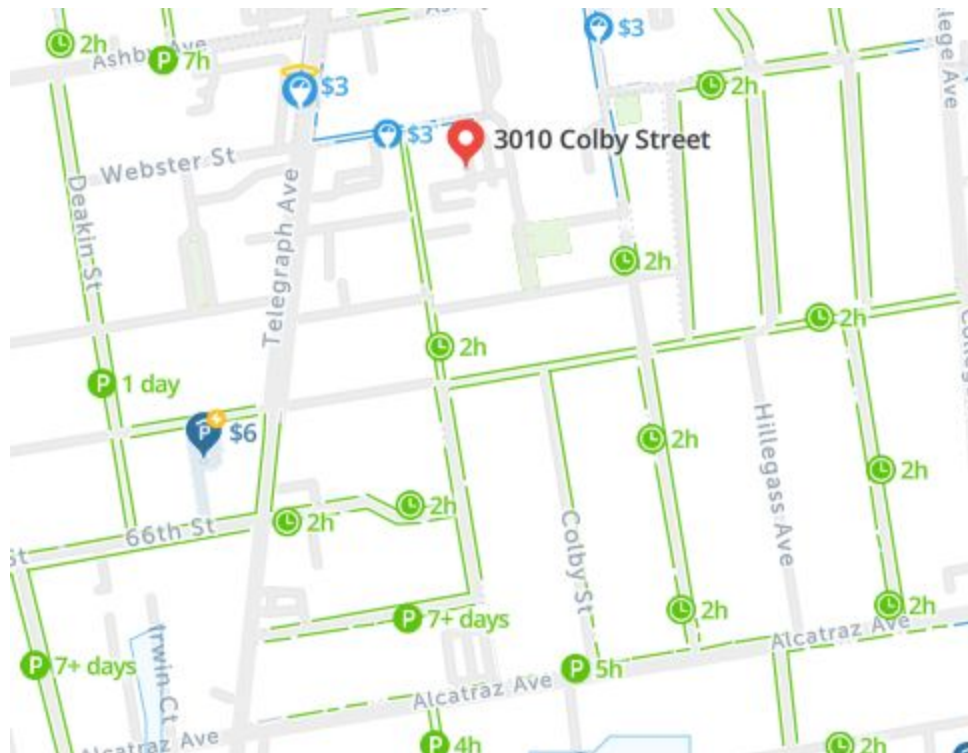 2h
Ashby Ave
P 7h
$3
$3
$3
2h
3010 Colby Street
Webster St
Deakin St
Telegraph Ave
2h
2h
2h
P 1 day
P $6
Hillegass Ave
2h
2h
2h
2h
66th St
St
Colby St
P 7+ days
2h
2h
Alcatraz Ave
P 7+ days
Irwin Ct
P 5h
Alcatraz Ave
Alcatraz Ave
P 4h
2h